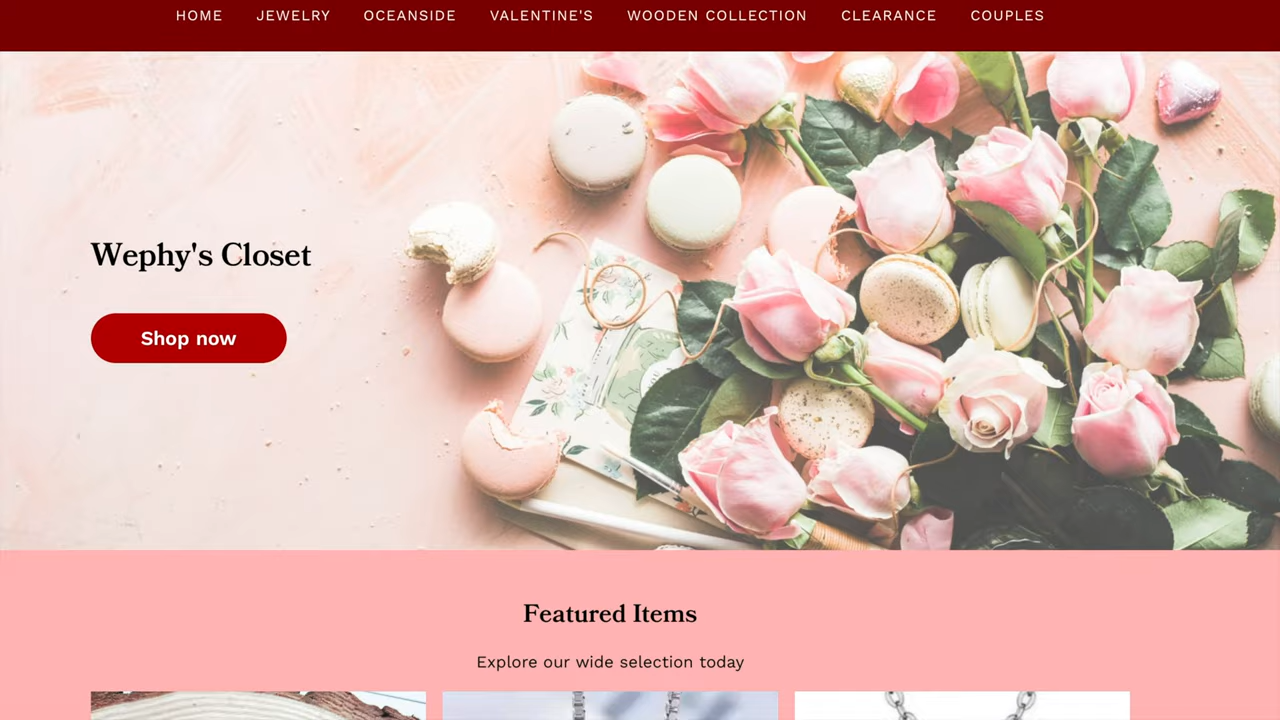 HOME JEWELRY OCEANSIDE VALENTINE'S WOODEN COLLECTION CLEARANCE COUPLES
Wephy's Closet
Shop now
Featured Items
Explore our wide selection today